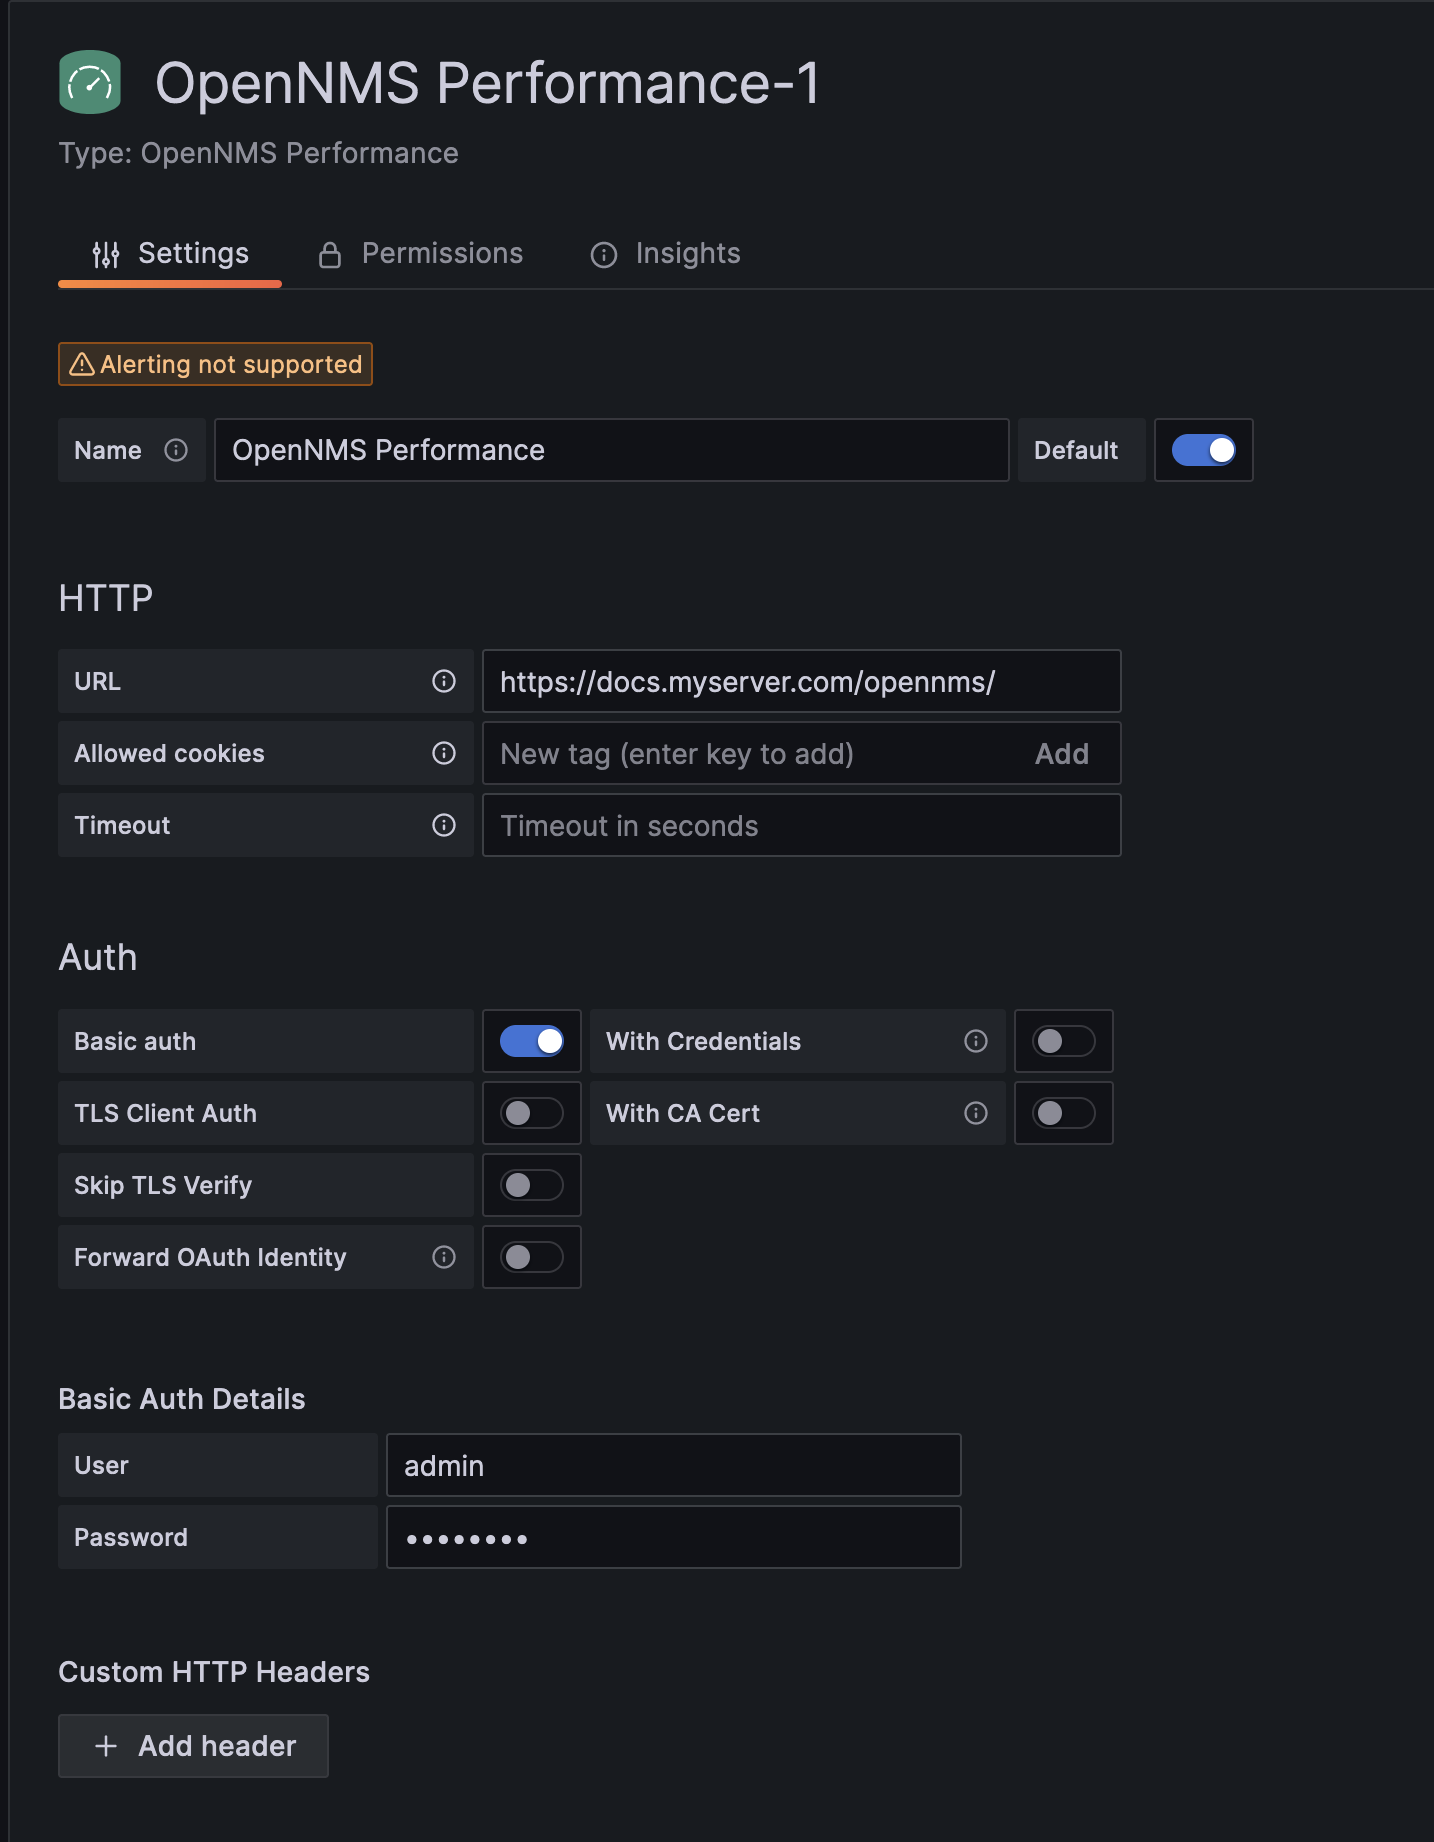 OpenNMS Performance-1
Type: OpenNMS Performance
Settings Permissions Insights
Alerting not supported
Name OpenNMS Performance Default
HTTP
URL https://docs.myserver.com/opennms/
Allowed cookies New tag (enter key to add) Add
Timeout Timeout in seconds
Auth
Basic auth With Credentials
TLS Client Auth With CA Cert
Skip TLS Verify
Forward OAuth Identity
Basic Auth Details
User admin
Password ••••••••
Custom HTTP Headers
+ Add header